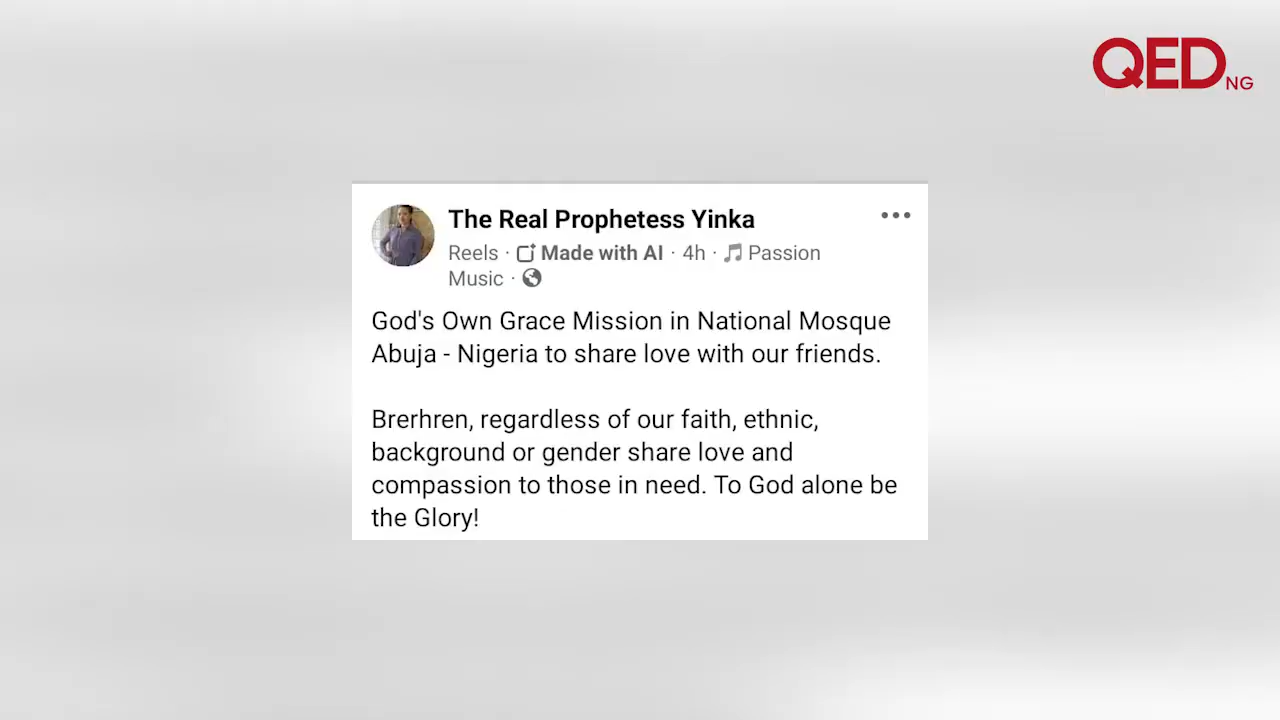 QED NG
The Real Prophetess Yinka
Reels · Made with AI · 4h · Passion
Music ·
God's Own Grace Mission in National Mosque
Abuja - Nigeria to share love with our friends.
Brerhren, regardless of our faith, ethnic,
background or gender share love and
compassion to those in need. To God alone be
the Glory!